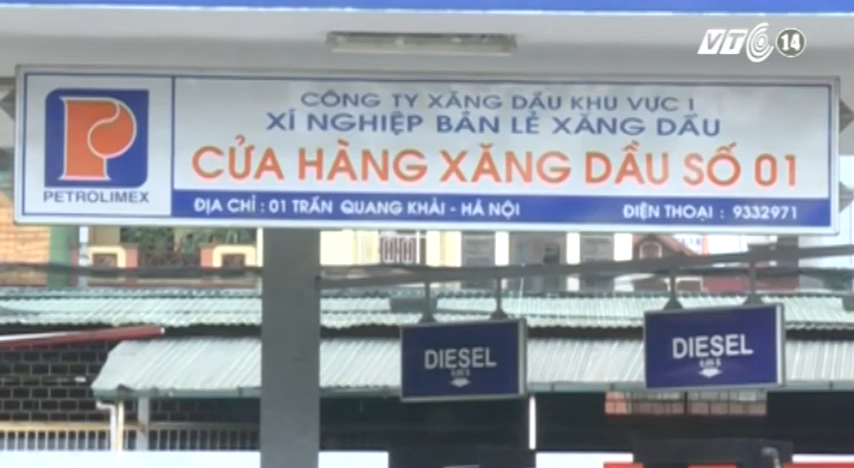 VTC 14
CÔNG TY XĂNG DẦU KHU VỰC I
XÍ NGHIỆP BÁN LẺ XĂNG DẦU
CỬA HÀNG XĂNG DẦU SỐ 01
PETROLIMEX
ĐỊA CHỈ : 01 TRẦN QUANG KHẢI - HÀ NỘI ĐIỆN THOẠI : 9332971
DIESEL
DIESEL